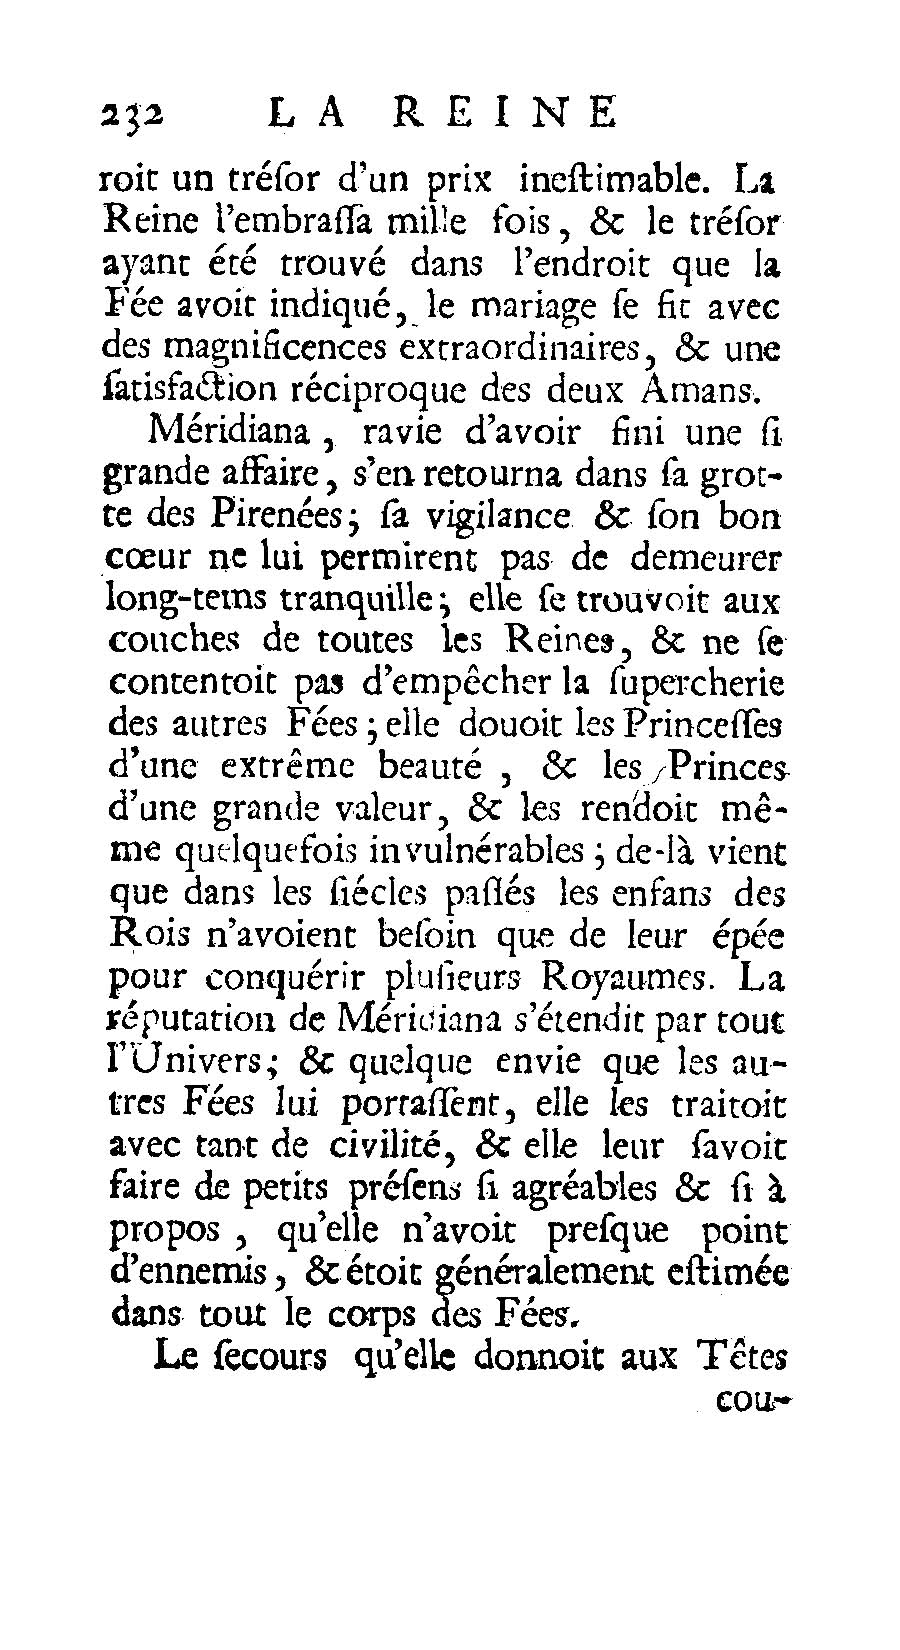 232 LA REINE
roit un tréſor d'un prix ineſtimable. La
Reine l'embraſſa mille fois, & le tréſor
ayant été trouvé dans l'endroit que la
Fée avoit indiqué, le mariage ſe fit avec
des magnificences extraordinaires, & une
ſatisfaction réciproque des deux Amans.
Méridiana, ravie d'avoir fini une ſi
grande affaire, s'en retourna dans ſa grot-
te des Pirenées; ſa vigilance & ſon bon
cœur ne lui permirent pas de demeurer
long-tems tranquille; elle ſe trouvoit aux
couches de toutes les Reines, & ne ſe
contentoit pas d'empêcher la ſupercherie
des autres Fées; elle douoit les Princeſſes
d'une extrême beauté, & les Princes
d'une grande valeur, & les rendoit mê-
me quelquefois invulnérables; de-là vient
que dans les ſiécles paſſés les enfans des
Rois n'avoient beſoin que de leur épée
pour conquérir pluſieurs Royaumes. La
réputation de Méridiana s'étendit par tout
l'Univers; & quelque envie que les au-
tres Fées lui portaſſent, elle les traitoit
avec tant de civilité, & elle leur ſavoit
faire de petits préſens ſi agréables & ſi à
propos, qu'elle n'avoit preſque point
d'ennemis, & étoit généralement eſtimée
dans tout le corps des Fées.
Le ſecours qu'elle donnoit aux Têtes
cou-